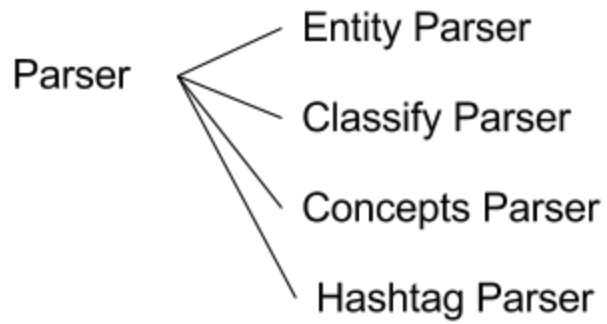 Parser
Entity Parser
Classify Parser
Concepts Parser
Hashtag Parser